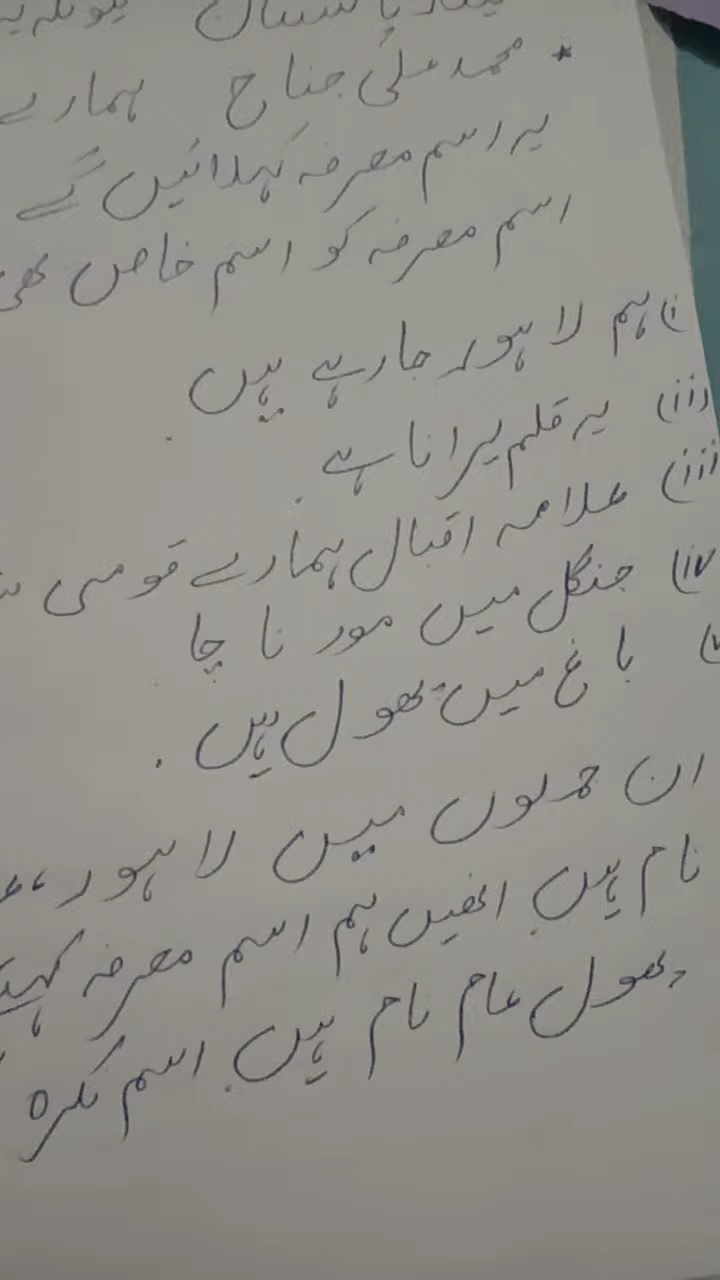 مینار پاکستان کیونکہ یہ
* محمد علی جناح ہمارے
یہ اسم معرفہ کہلائیں گے
اسم معرفہ کو اسم خاص بھی
(i) ہم لاہور جا رہے ہیں
(ii) یہ قلم پرانا ہے
(iii) علامہ اقبال ہمارے قومی
(iv) جنگل میں مور ناچا
باغ میں پھول ہیں .
ان جملوں میں لاہور،
نام ہیں انھیں ہم اسم معرفہ
پھول عام نام ہیں اسم نکرہ